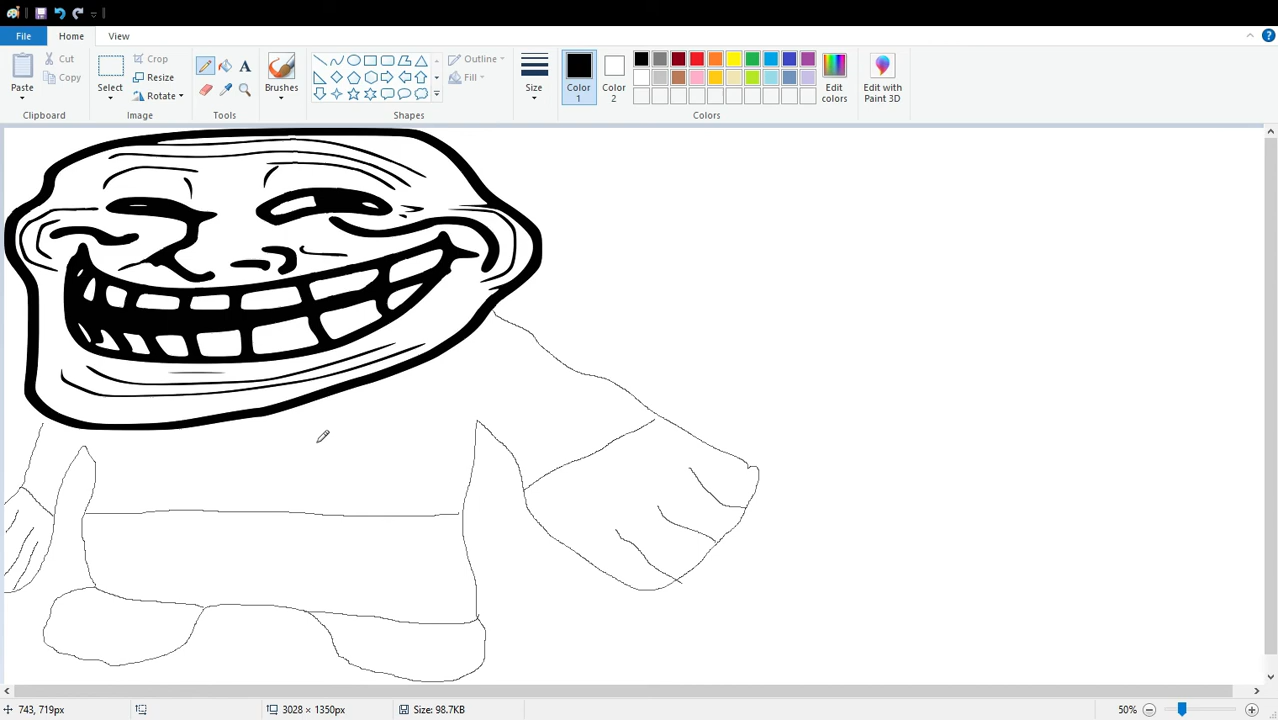 File Home View
Paste Cut Copy Clipboard
Select Crop Resize Rotate Image
A Tools
Brushes
Outline Fill Shapes
Size
Color 1 Color 2 Edit colors Colors
Edit with Paint 3D
743, 719px 3028 × 1350px Size: 98.7KB 50%